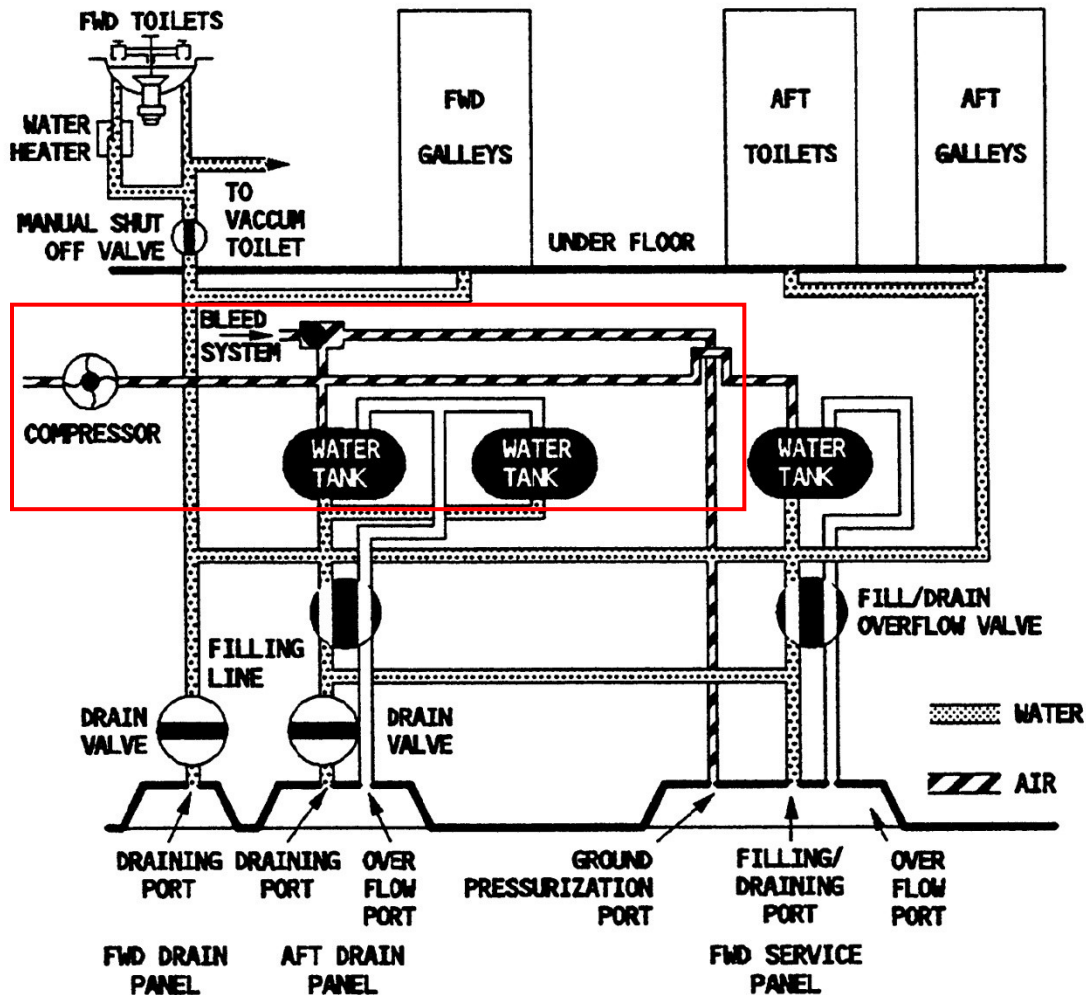 FWD TOILETS
WATER
HEATER
MANUAL SHUT
OFF VALVE
TO
VACCUM
TOILET
FWD
GALLEYS
AFT
TOILETS
AFT
GALLEYS
UNDER FLOOR
BLEED
SYSTEM
COMPRESSOR
WATER
TANK
WATER
TANK
WATER
TANK
FILL/DRAIN
OVERFLOW VALVE
FILLING
LINE
DRAIN
VALVE
DRAIN
VALVE
WATER
AIR
DRAINING
PORT
DRAINING
PORT
OVER
FLOW
PORT
GROUND
PRESSURIZATION
PORT
FILLING/
DRAINING
PORT
OVER
FLOW
PORT
FWD DRAIN
PANEL
AFT DRAIN
PANEL
FWD SERVICE
PANEL